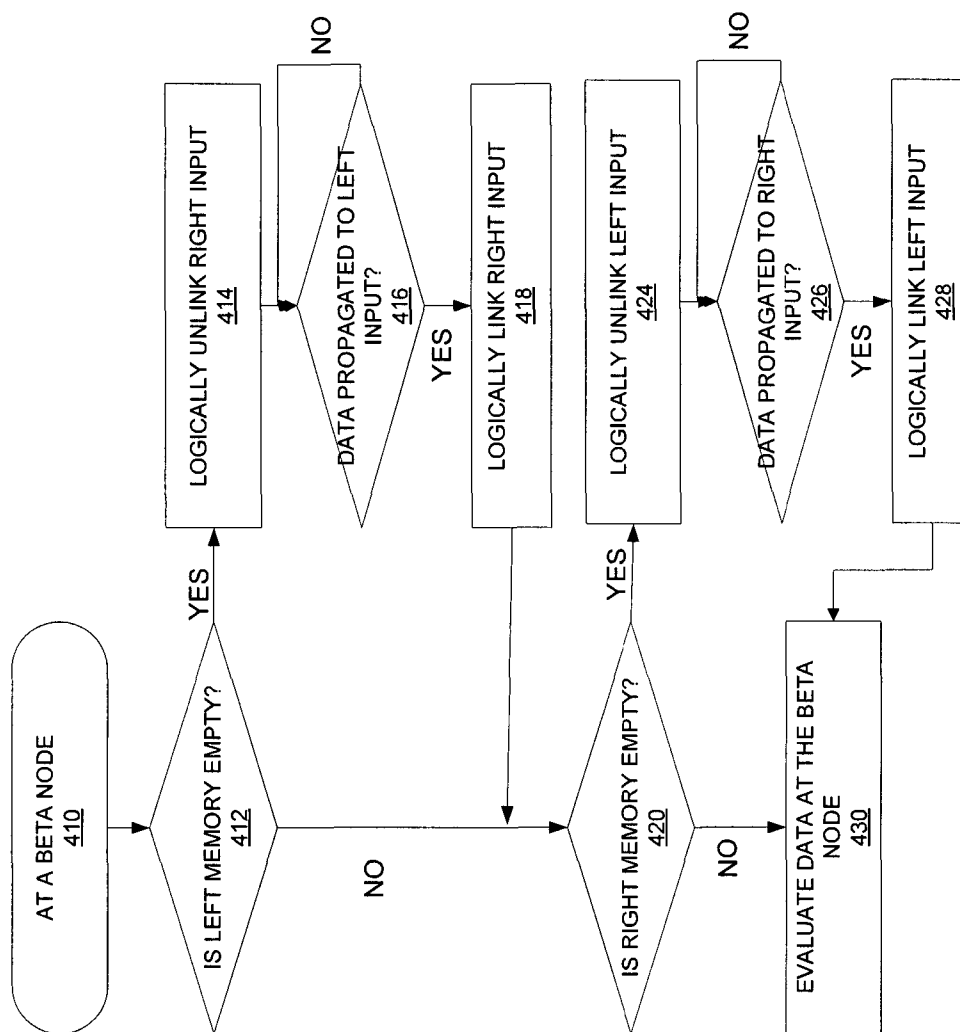 AT A BETA NODE
410
IS LEFT MEMORY EMPTY?
412
YES
NO
LOGICALLY UNLINK RIGHT INPUT
414
DATA PROPAGATED TO LEFT
INPUT?
416
NO
YES
LOGICALLY LINK RIGHT INPUT
418
IS RIGHT MEMORY EMPTY?
420
YES
NO
LOGICALLY UNLINK LEFT INPUT
424
DATA PROPAGATED TO RIGHT
INPUT?
426
NO
YES
LOGICALLY LINK LEFT INPUT
428
EVALUATE DATA AT THE BETA
NODE
430